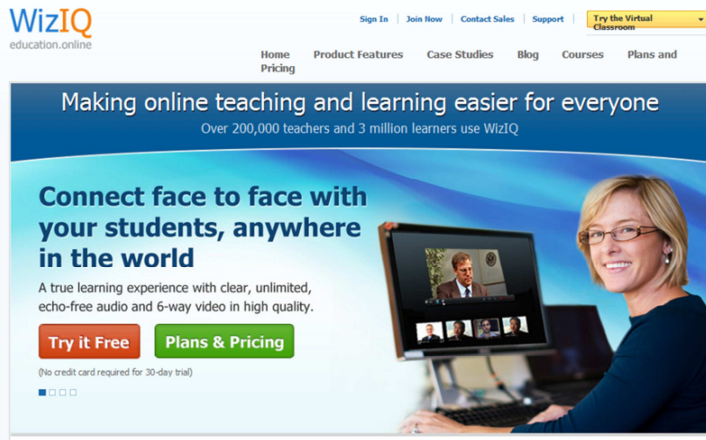 WizIQ
education.online
Sign In
Join Now
Contact Sales
Support
Try the Virtual
Classroom
Home Product Features Case Studies Blog Courses Plans and
Pricing
Making online teaching and learning easier for everyone
Over 200,000 teachers and 3 million learners use WizIQ
Connect face to face with
your students, anywhere
in the world
A true learning experience with clear, unlimited,
echo-free audio and 6-way video in high quality.
Try it Free
Plans & Pricing
(No credit card required for 30-day trial)